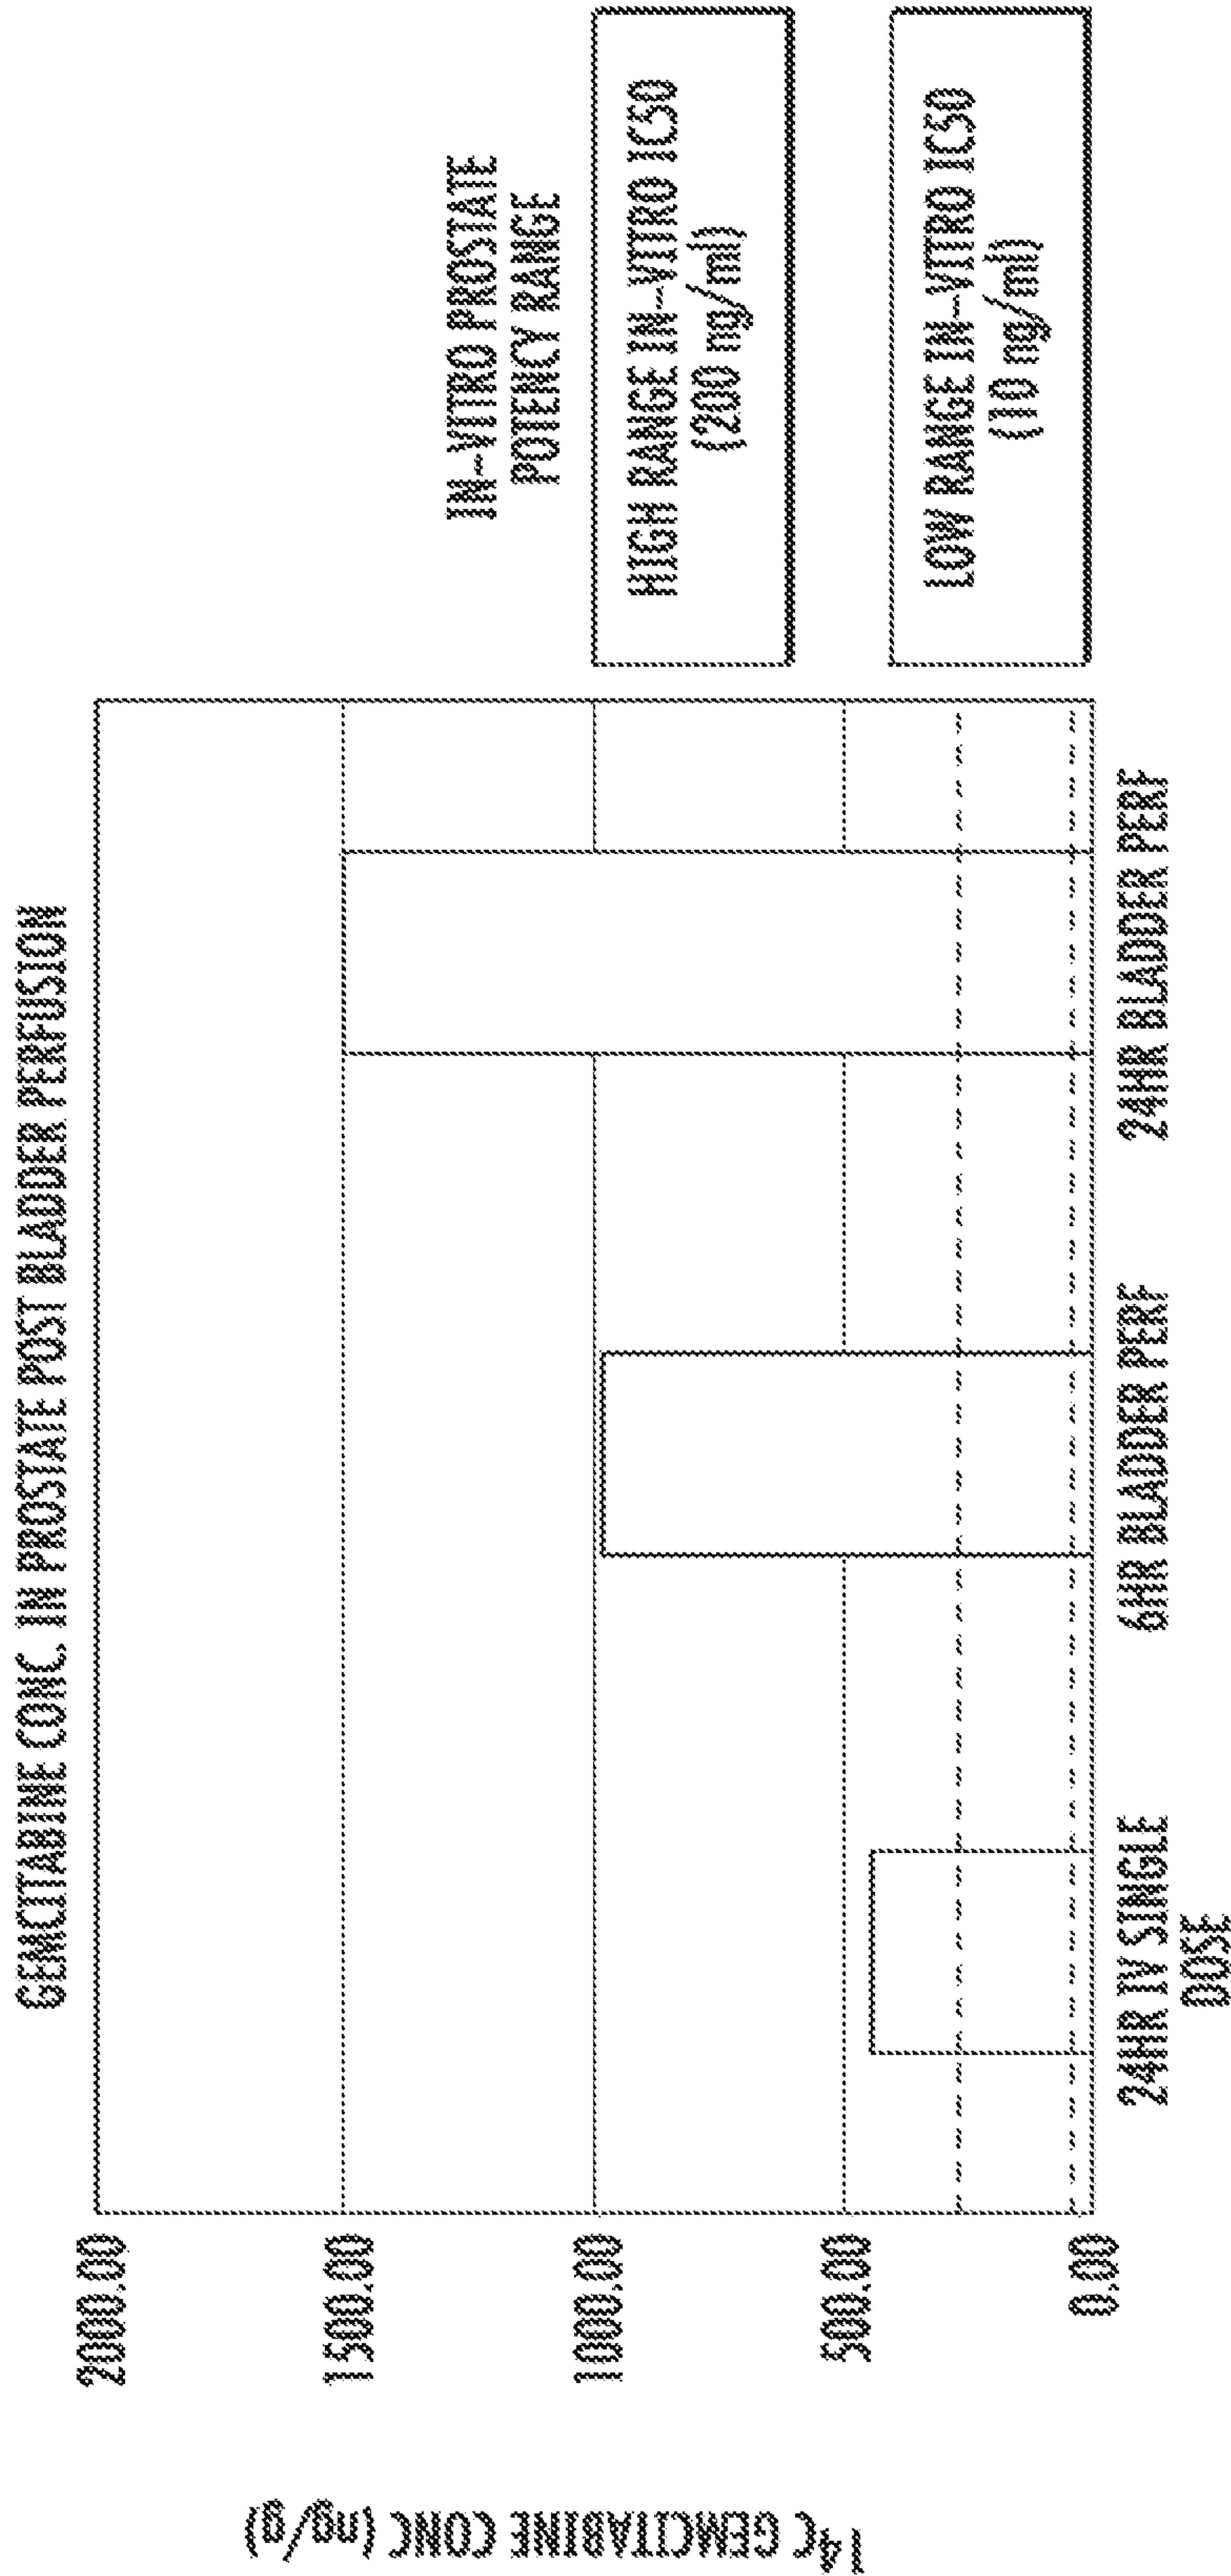 GEMCITABINE CONC. IN PROSTATE POST BLADDER PERFUSION
14C GEMCITABINE CONC (ng/g)
2000.00
1500.00
1000.00
500.00
0.00
24HR IV SINGLE
DOSE
6HR BLADDER PERF
24HR BLADDER PERF
IN-VITRO PROSTATE
POTENCY RANGE
HIGH RANGE IN-VITRO IC50
(200 ng/ml)
LOW RANGE IN-VITRO IC50
(10 ng/ml)